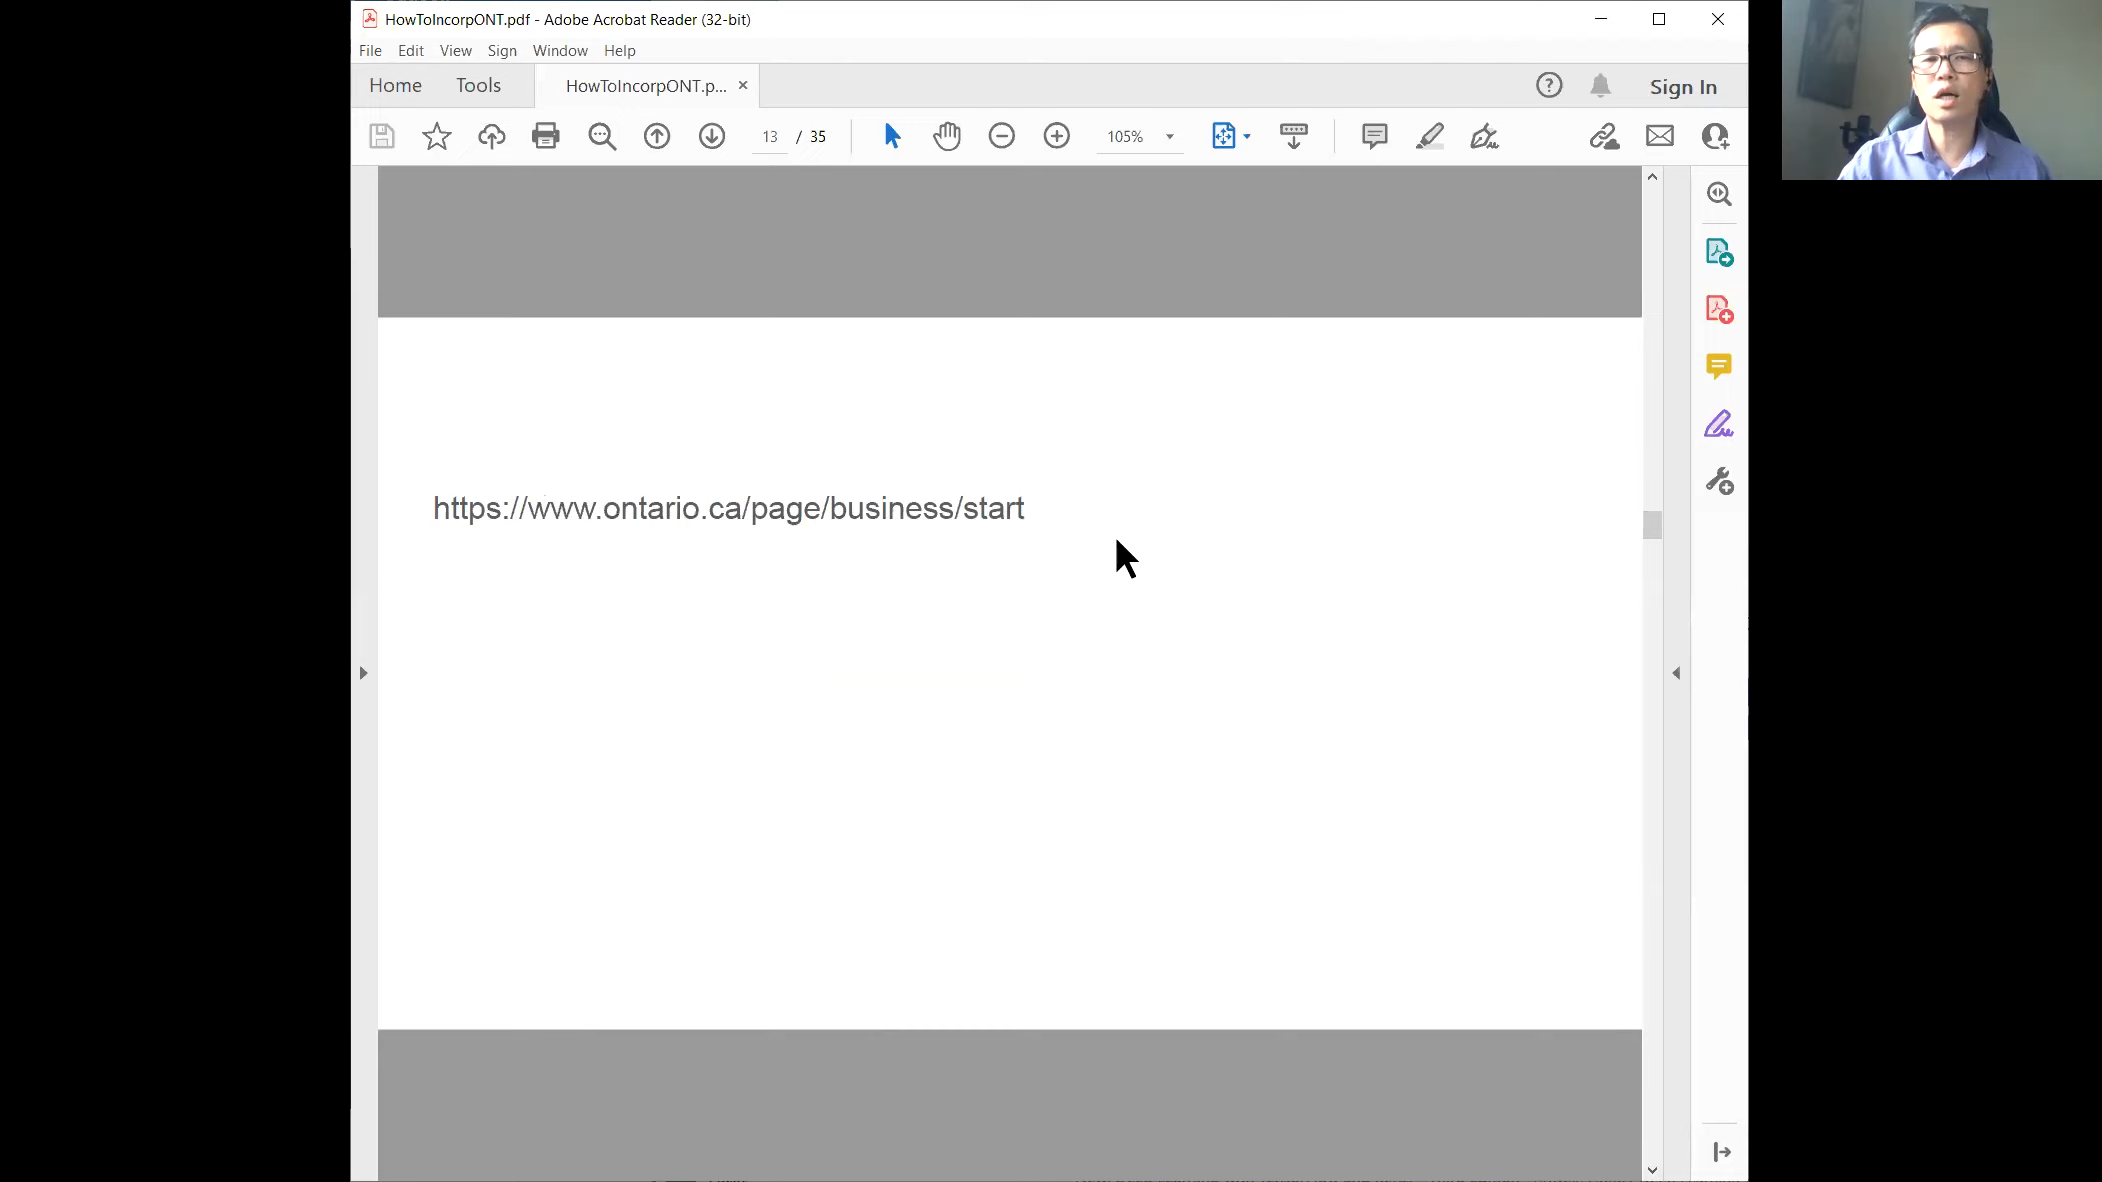 HowToIncorpONT.pdf - Adobe Acrobat Reader (32-bit)
File Edit View Sign Window Help
Home Tools HowToIncorpONT.p... Sign In
13 / 35 105%
https://www.ontario.ca/page/business/start